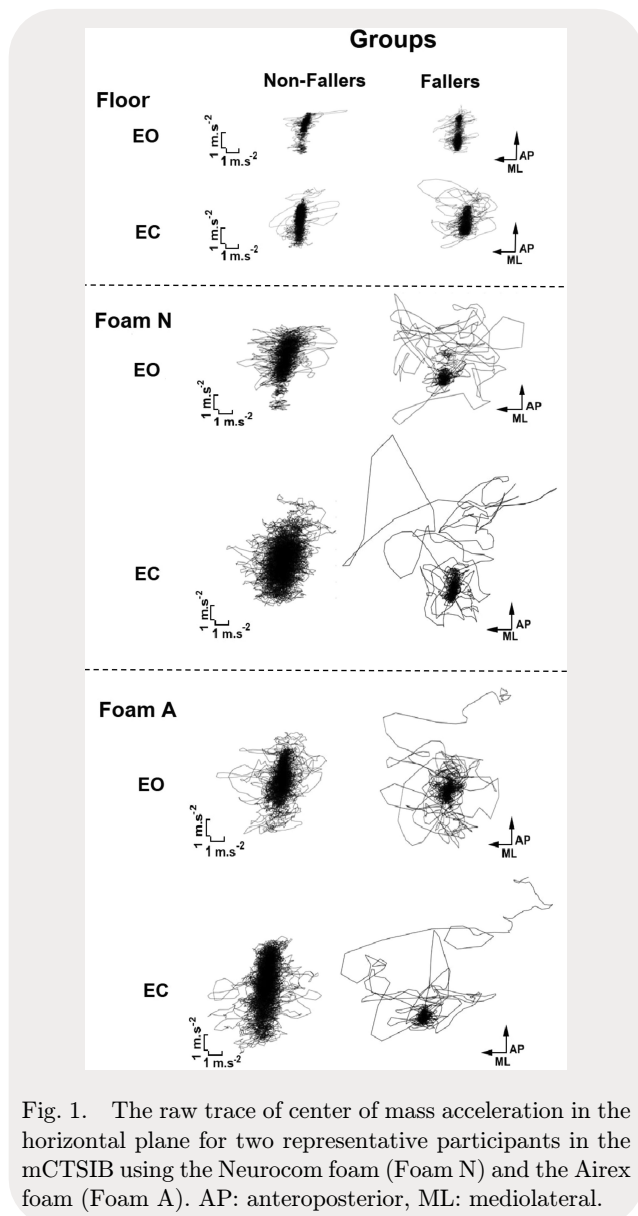 Groups
Non-Fallers Fallers
Floor
EO
1 m.s⁻²
1 m.s⁻²
AP
ML
EC
1 m.s⁻²
1 m.s⁻²
AP
ML
Foam N
EO
1 m.s⁻²
1 m.s⁻²
AP
ML
EC
1 m.s⁻²
1 m.s⁻²
AP
ML
Foam A
EO
1 m.s⁻²
1 m.s⁻²
AP
ML
EC
1 m.s⁻²
1 m.s⁻²
AP
ML
Fig. 1. The raw trace of center of mass acceleration in the
horizontal plane for two representative participants in the
mCTSIB using the Neurocom foam (Foam N) and the Airex
foam (Foam A). AP: anteroposterior, ML: mediolateral.